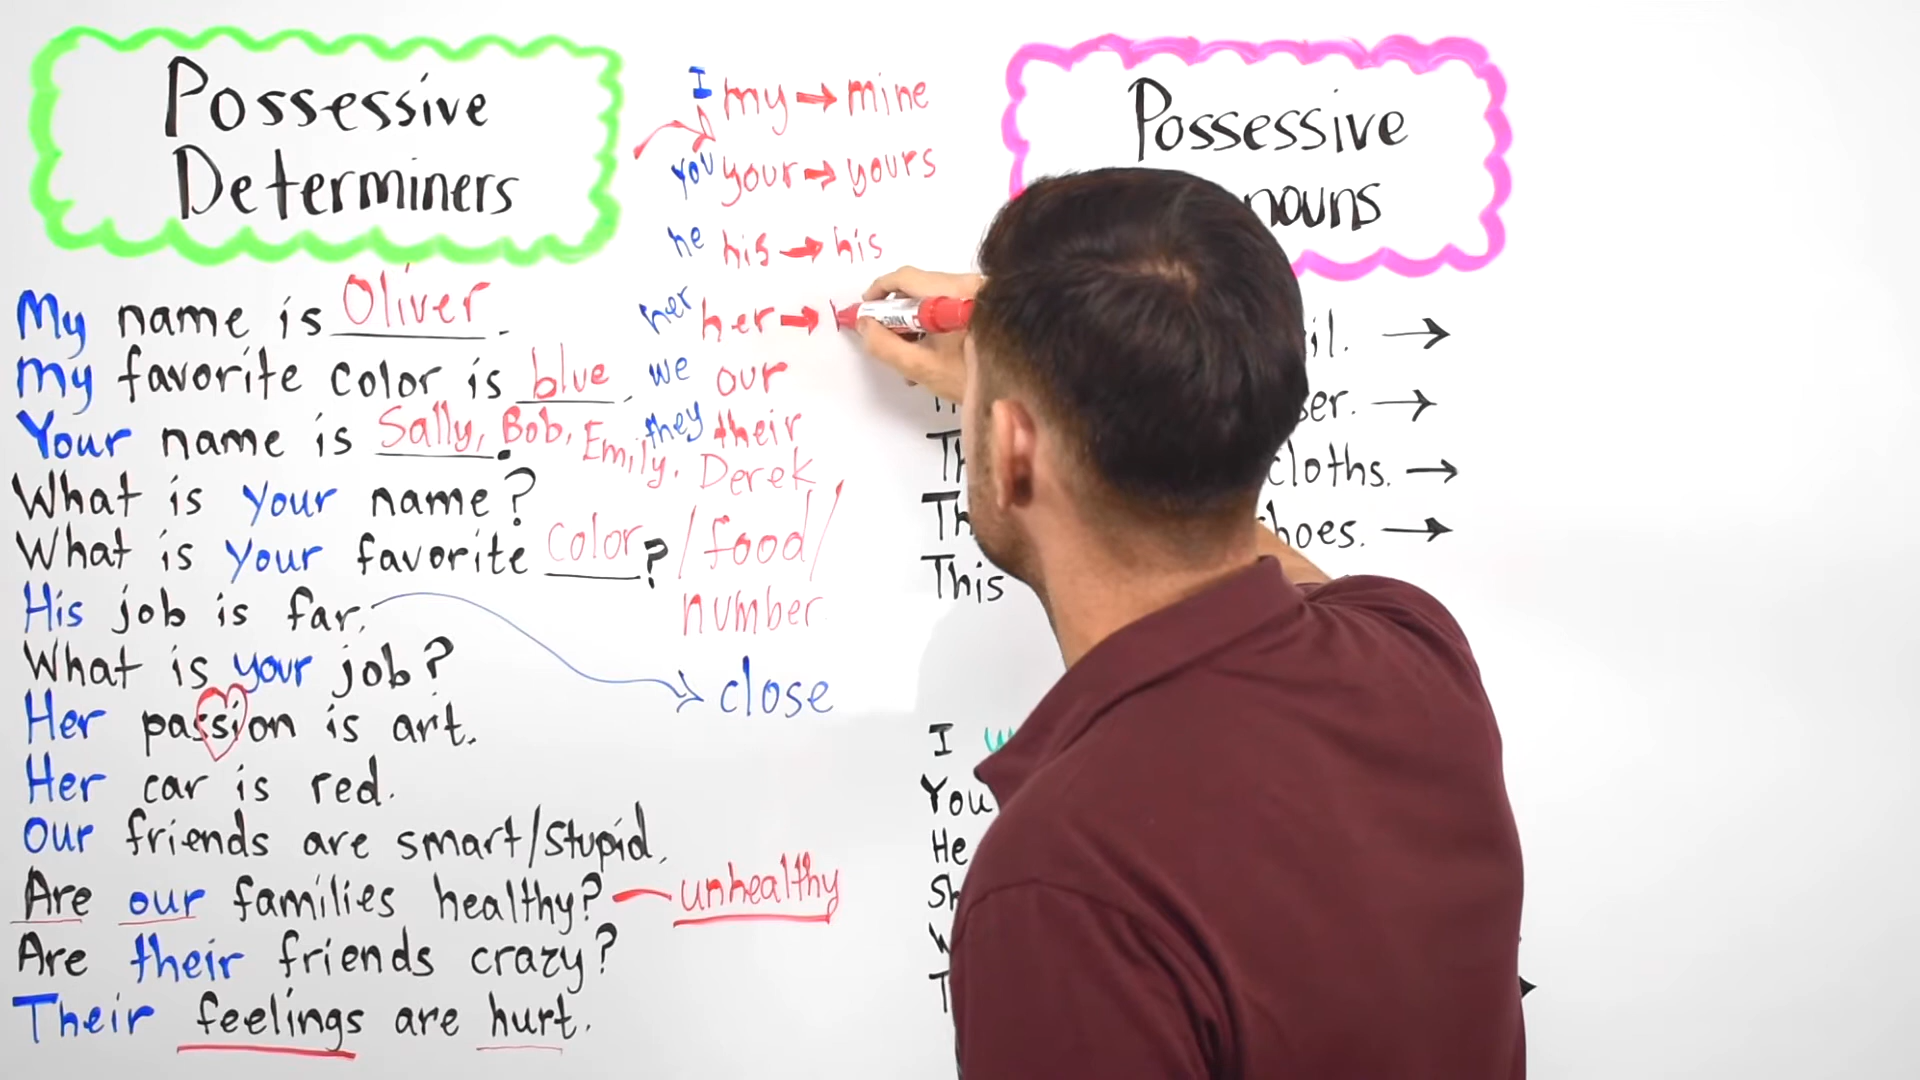 Possessive
Determiners
My name is Oliver.
My favorite color is blue.
Your name is Sally, Bob, Emily. Derek
What is your name?
What is your favorite color? / food / number
His job is far.
close
What is your job?
Her passion is art.
Her car is red.
Our friends are smart/stupid.
Are our families healthy? unhealthy
Are their friends crazy?
Their feelings are hurt.
I my → mine
you your → yours
he his → his
her her →
we our
they their
Possessive
nouns
→
→
cloths. →
→
This
I
You
He